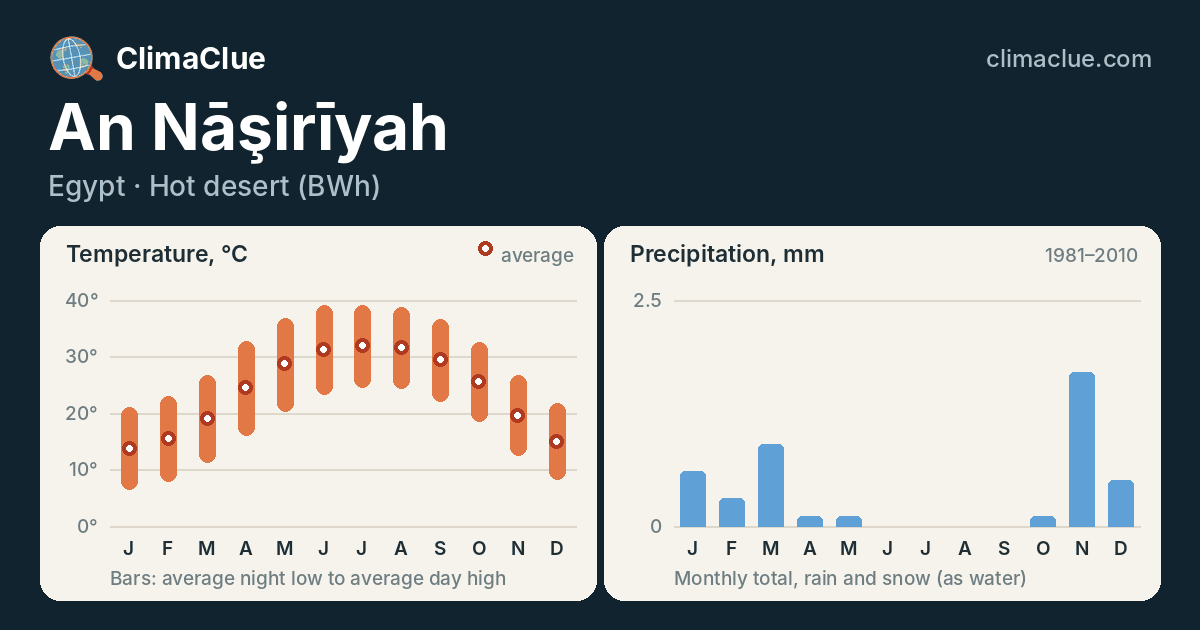 ClimaClue
climaclue.com
An Nāşirīyah
Egypt · Hot desert (BWh)
Temperature, °C
average
40°
30°
20°
10°
0°
J F M A M J J A S O N D
Bars: average night low to average day high
Precipitation, mm
1981–2010
2.5
0
J F M A M J J A S O N D
Monthly total, rain and snow (as water)